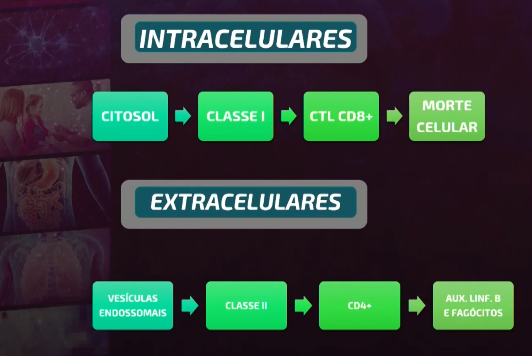 INTRACELULARES
CITOSOL
CLASSE I
CTL CD8+
MORTE
CELULAR
EXTRACELULARES
VESÍCULAS
ENDOSSOMAIS
CLASSE II
CD4+
AUX. LINF. B
E FAGÓCITOS